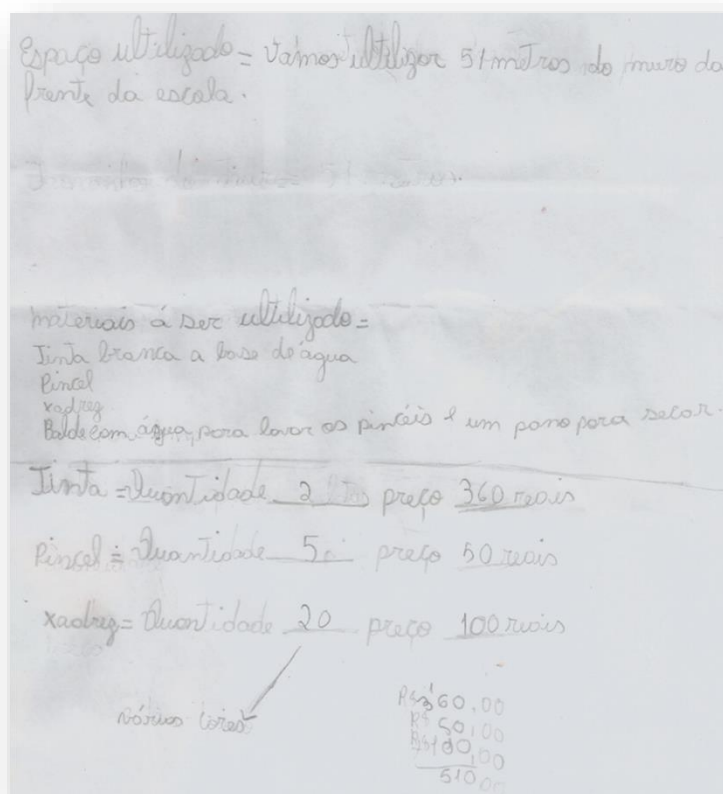 Espaço ultilizado = Vamos ultilizar 51 metros do muro da
frente da escola.
materiais á ser ultilizado =
Tinta branca a base de água
Pincel
xadrez
Balde com água para lavar os pincéis e um pano para secar.
Tinta = Quantidade 2 preço 360 reais
Pincel = Quantidade 5 preço 50 reais
xadrez = Quantidade 20 preço 100 reais
várias cores
R$ 360,00
R$ 50,00
R$ 100,00
510,00